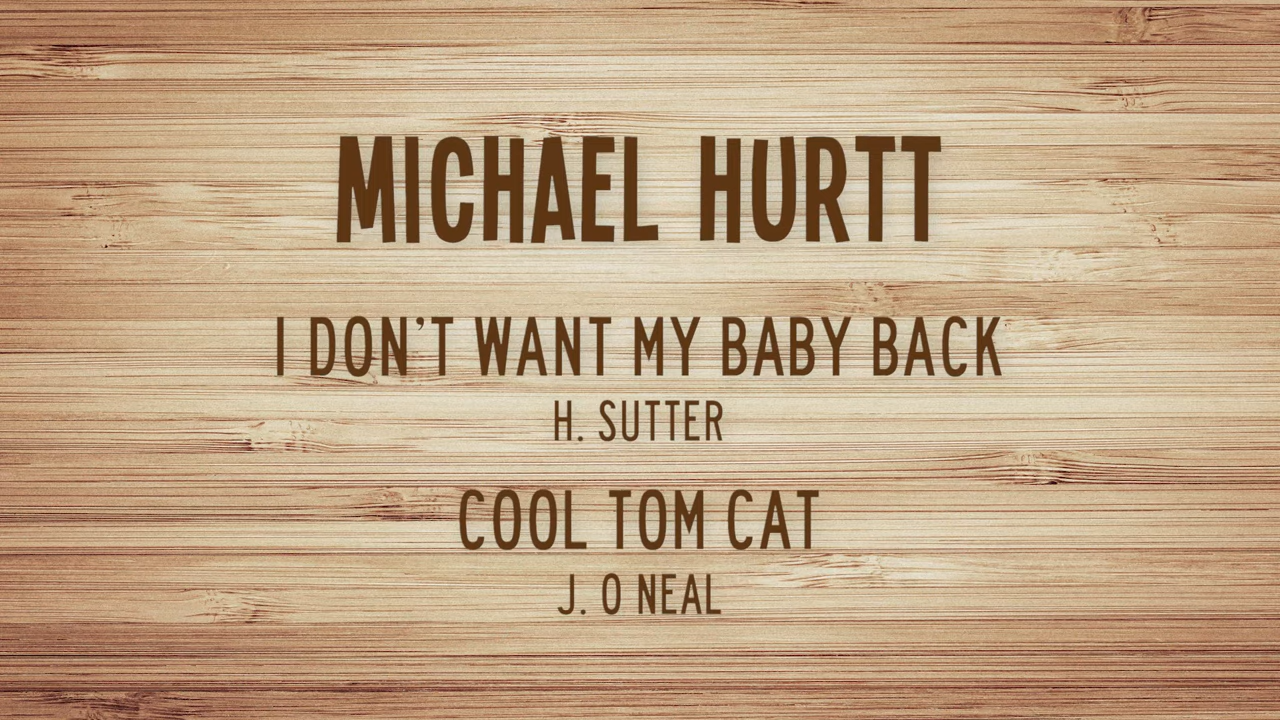 MICHAEL HURTT
I DON'T WANT MY BABY BACK
H. SUTTER
COOL TOM CAT
J. O NEAL